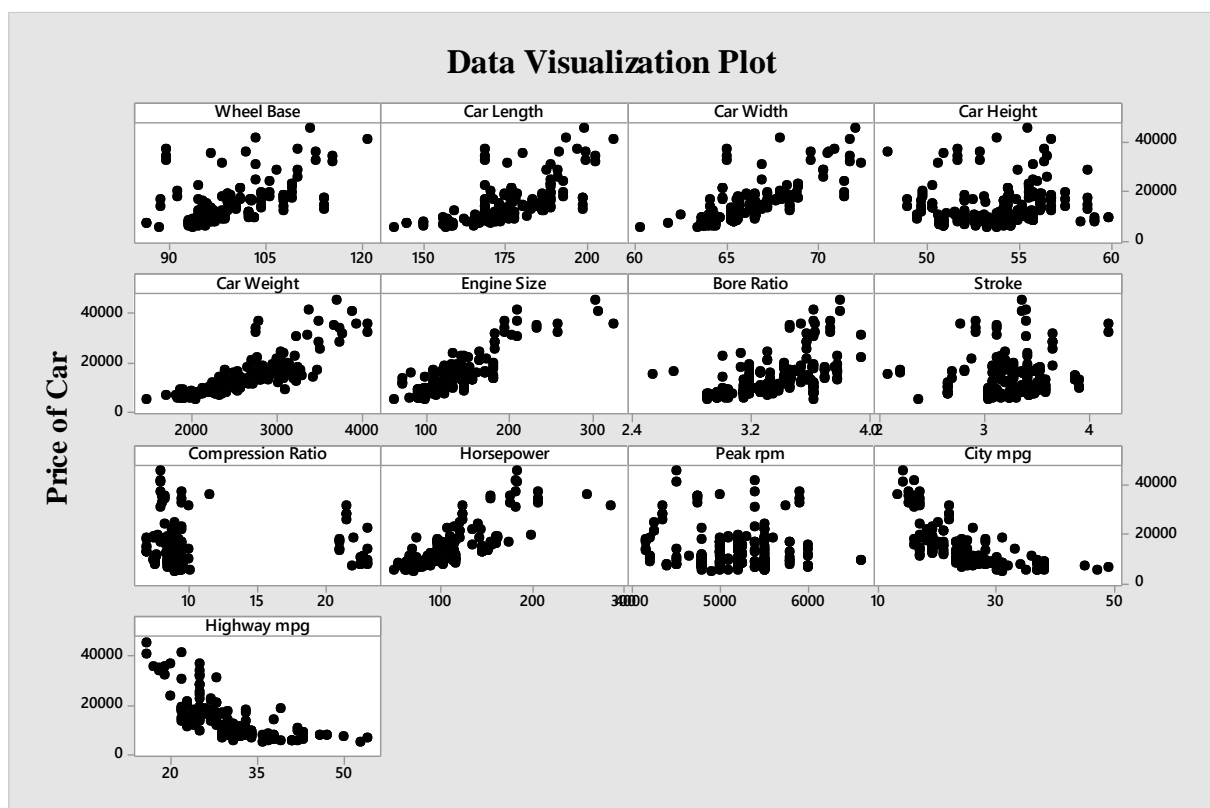 Data Visualization Plot
Wheel Base Car Length Car Width Car Height
40000
20000
0
90 105 120 150 175 200 60 65 70 50 55 60
Car Weight Engine Size Bore Ratio Stroke
40000
20000
0
2000 3000 4000 100 200 300 2.4 3.2 4.0 2 3 4
Price of Car
Compression Ratio Horsepower Peak rpm City mpg
40000
20000
0
10 15 20 100 200 300 4000 5000 6000 10 30 50
Highway mpg
40000
20000
0
20 35 50